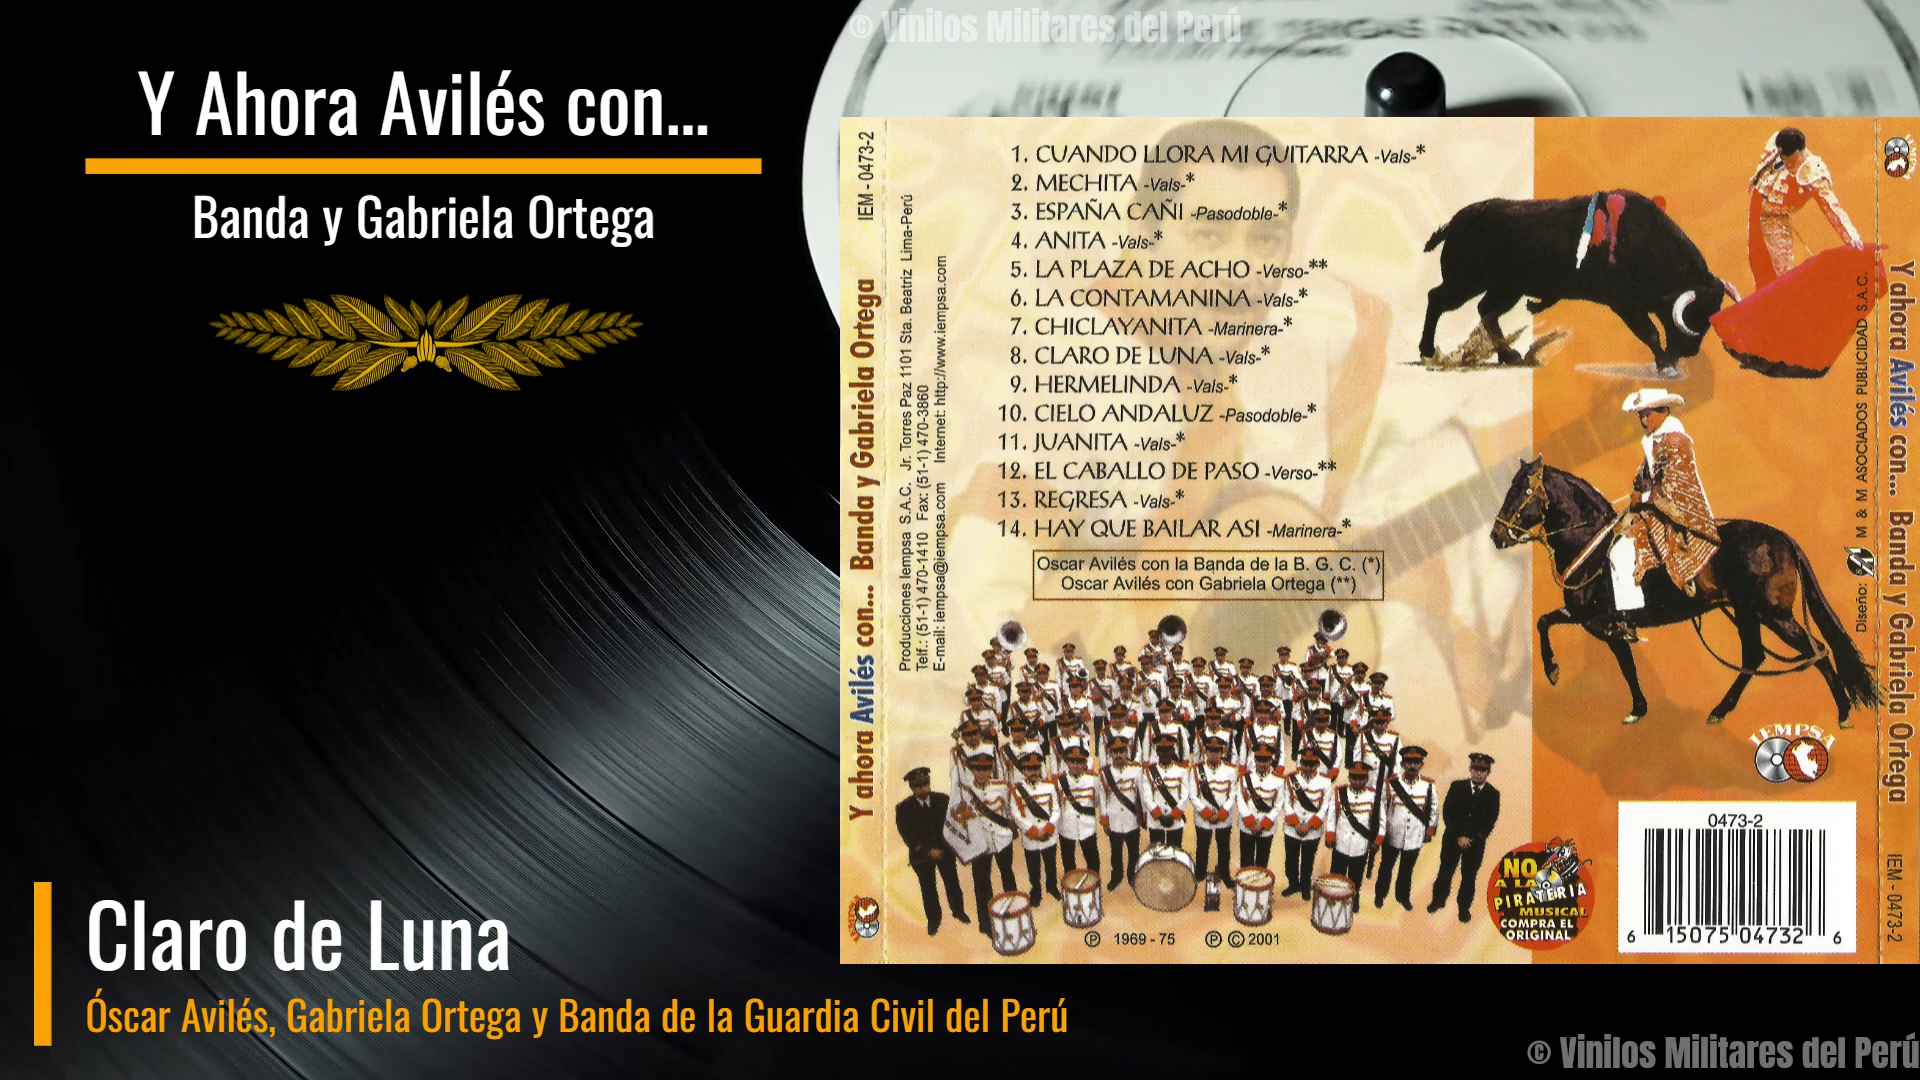 © Vinilos Militares del Perú
Y Ahora Avilés con...
Banda y Gabriela Ortega
IEM - 0473-2
Y ahora Avilés con... Banda y Gabriela Ortega
Producciones Iempsa S.A.C. Jr. Torres Paz 1101 Sta. Beatriz Lima-Perú
Telf.: (51-1) 470-1410 Fax: (51-1) 470-3860
E-mail: iempsa@iempsa.com Internet: http://www.iempsa.com
1. CUANDO LLORA MI GUITARRA -Vals-*
2. MECHITA -Vals-*
3. ESPAÑA CAÑI -Pasodoble-*
4. ANITA -Vals-*
5. LA PLAZA DE ACHO -Verso-**
6. LA CONTAMANINA -Vals-*
7. CHICLAYANITA -Marinera-*
8. CLARO DE LUNA -Vals-*
9. HERMELINDA -Vals-*
10. CIELO ANDALUZ -Pasodoble-*
11. JUANITA -Vals-*
12. EL CABALLO DE PASO -Verso-**
13. REGRESA -Vals-*
14. HAY QUE BAILAR ASI -Marinera-*
Oscar Avilés con la Banda de la B. G. C. (*)
Oscar Avilés con Gabriela Ortega (**)
℗ 1969 - 75 ℗ © 2001
Diseño: M & M ASOCIADOS PUBLICIDAD S.A.C.
Y ahora Avilés con... Banda y Gabriela Ortega
IEM - 0473-2
IEMPSA
NO
A LA
PIRATERIA
MUSICAL
COMPRA EL
ORIGINAL
0473-2
6 15075 04732 6
Claro de Luna
Óscar Avilés, Gabriela Ortega y Banda de la Guardia Civil del Perú
© Vinilos Militares del Perú